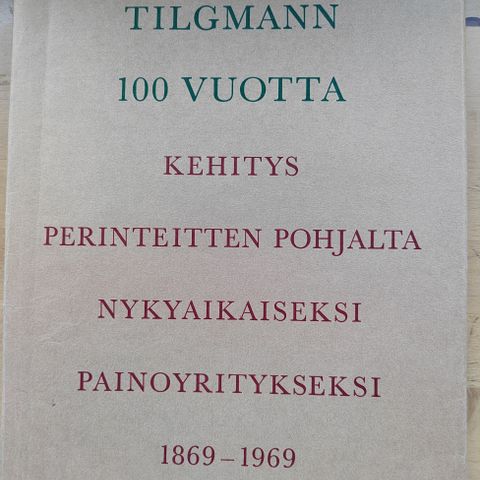 TILGMANN
100 VUOTTA
KEHITYS
PERINTEITTEN POHJALTA
NYKYAIKAISEKSI
PAINOYRITYKSEKSI
1869–1969